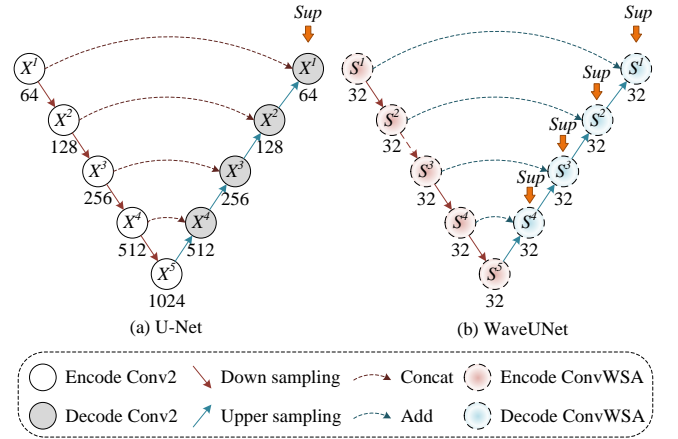 Sup Sup
X¹ X¹ S¹ S¹
64 64 32 Sup 32
X² X² S² S²
128 128 32 Sup 32
X³ X³ S³ S³
256 256 32 Sup 32
X⁴ X⁴ S⁴ S⁴
512 512 32 32
X⁵ S⁵
1024 32
(a) U-Net (b) WaveUNet
Encode Conv2 Down sampling Concat Encode ConvWSA
Decode Conv2 Upper sampling Add Decode ConvWSA